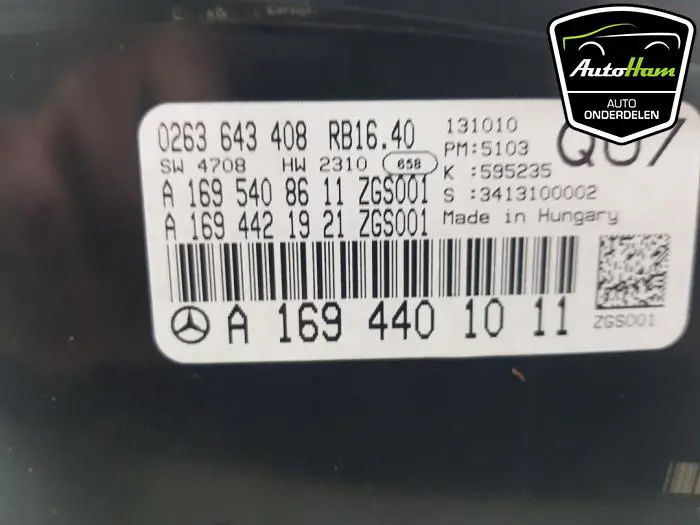 AutoHam
AUTO
ONDERDELEN
0263 643 408 RB16.40
SW 4708 HW 2310 058
A 169 540 86 11 ZGS001
A 169 442 19 21 ZGS001
131010
PM:5103
K :595235
S :3413100002
Made in Hungary
A 169 440 10 11
ZGS001